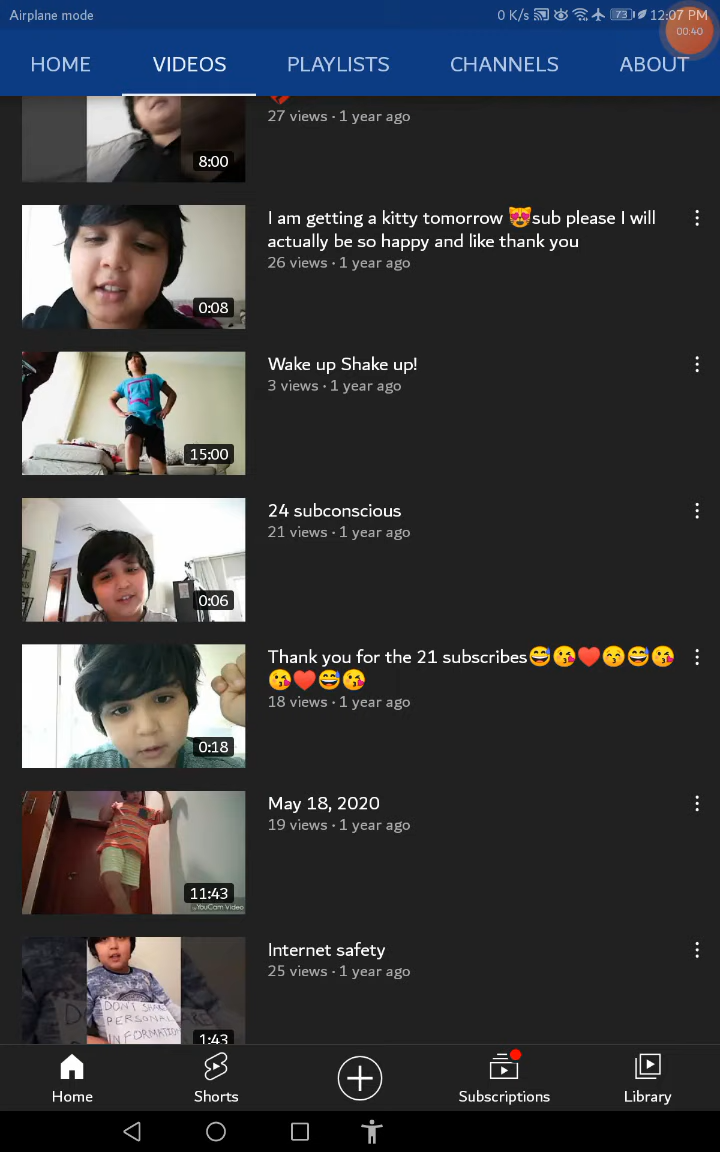 Airplane mode
0 K/s 73 12:07 PM
00:40
HOME VIDEOS PLAYLISTS CHANNELS ABOUT
27 views · 1 year ago
8:00
I am getting a kitty tomorrow 😻sub please I will
actually be so happy and like thank you
26 views · 1 year ago
0:08
Wake up Shake up!
3 views · 1 year ago
15:00
24 subconscious
21 views · 1 year ago
0:06
Thank you for the 21 subscribes😅😘♥️😙😅😘
😘♥️😅😘
18 views · 1 year ago
0:18
May 18, 2020
19 views · 1 year ago
11:43
YouCam Video
Internet safety
25 views · 1 year ago
DON'T SHARE
PERSONAL
INFORMATION
1:43
Home Shorts Subscriptions Library